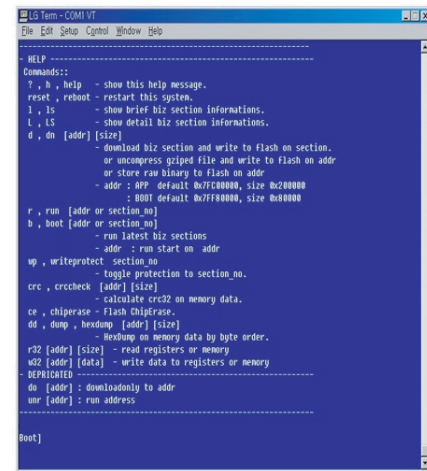 LG Term - COM1 VT
File Edit Setup Control Window Help
- HELP
Commands::
? , h , help - show this help message.
reset , reboot - restart this system.
l , ls - show brief biz section informations.
L , LS - show detail biz section informations.
d , dn [addr] [size]
- download biz section and write to flash on section.
or uncompress gziped file and write to flash on addr
or store raw binary to flash on addr
- addr : APP default 0x7FC00000, size 0x200000
: BOOT default 0x7FF80000, size 0x80000
r , run [addr or section_no]
b , boot [addr or section_no]
- run latest biz sections
- addr : run start on addr
wp , writeprotect section_no
- toggle protection to section_no.
crc , crccheck [addr] [size]
- calculate crc32 on memory data.
ce , chiperase - Flash ChipErase.
dd , dump , hexdump [addr] [size]
- HexDump on memory data by byte order.
r32 [addr] [size] - read registers or memory
w32 [addr] [data] - write data to registers or memory
- DEPRICATED
do [addr] : downloadonly to addr
unr [addr] : run address
Boot]